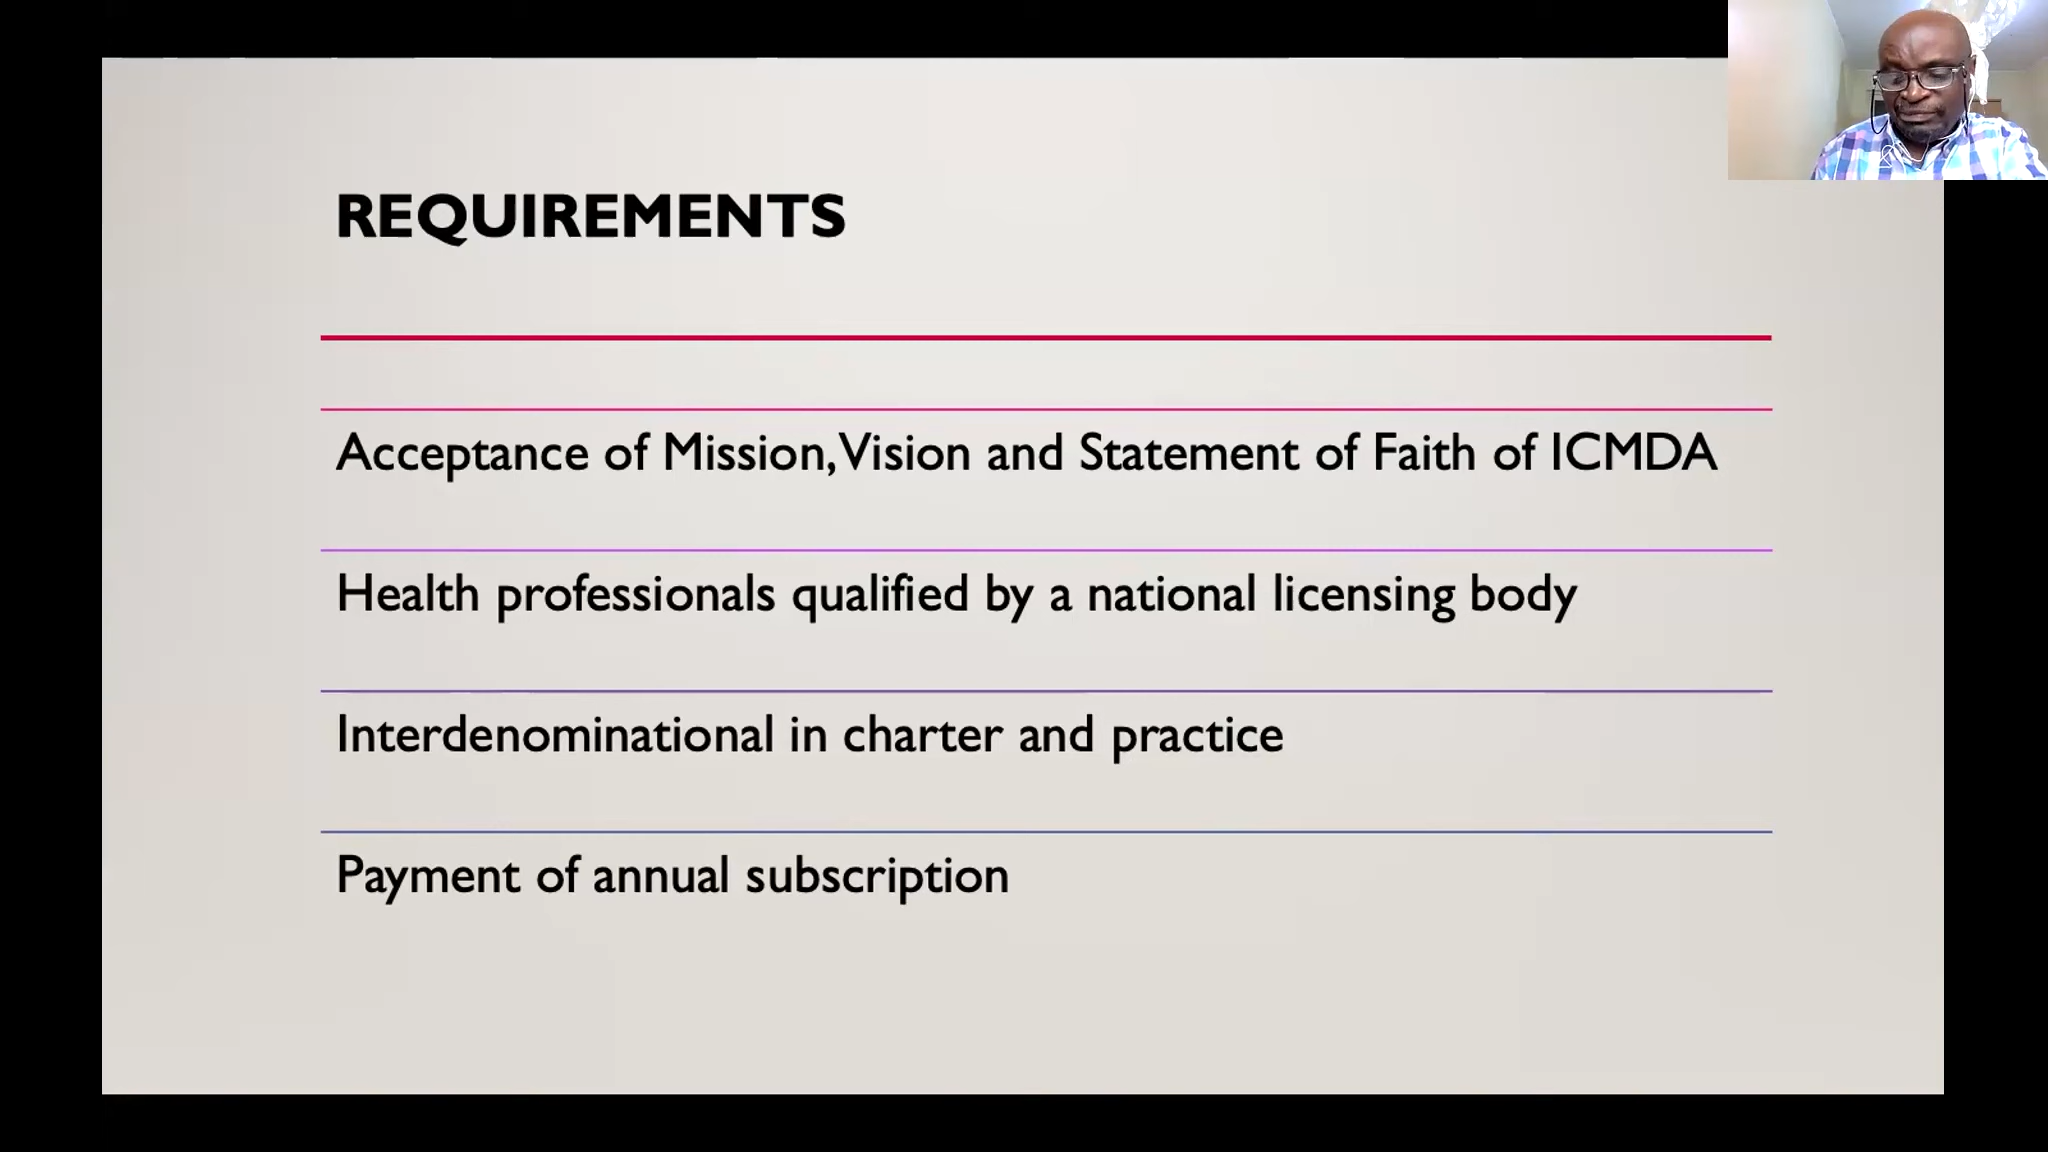 REQUIREMENTS
Acceptance of Mission, Vision and Statement of Faith of ICMDA
Health professionals qualified by a national licensing body
Interdenominational in charter and practice
Payment of annual subscription